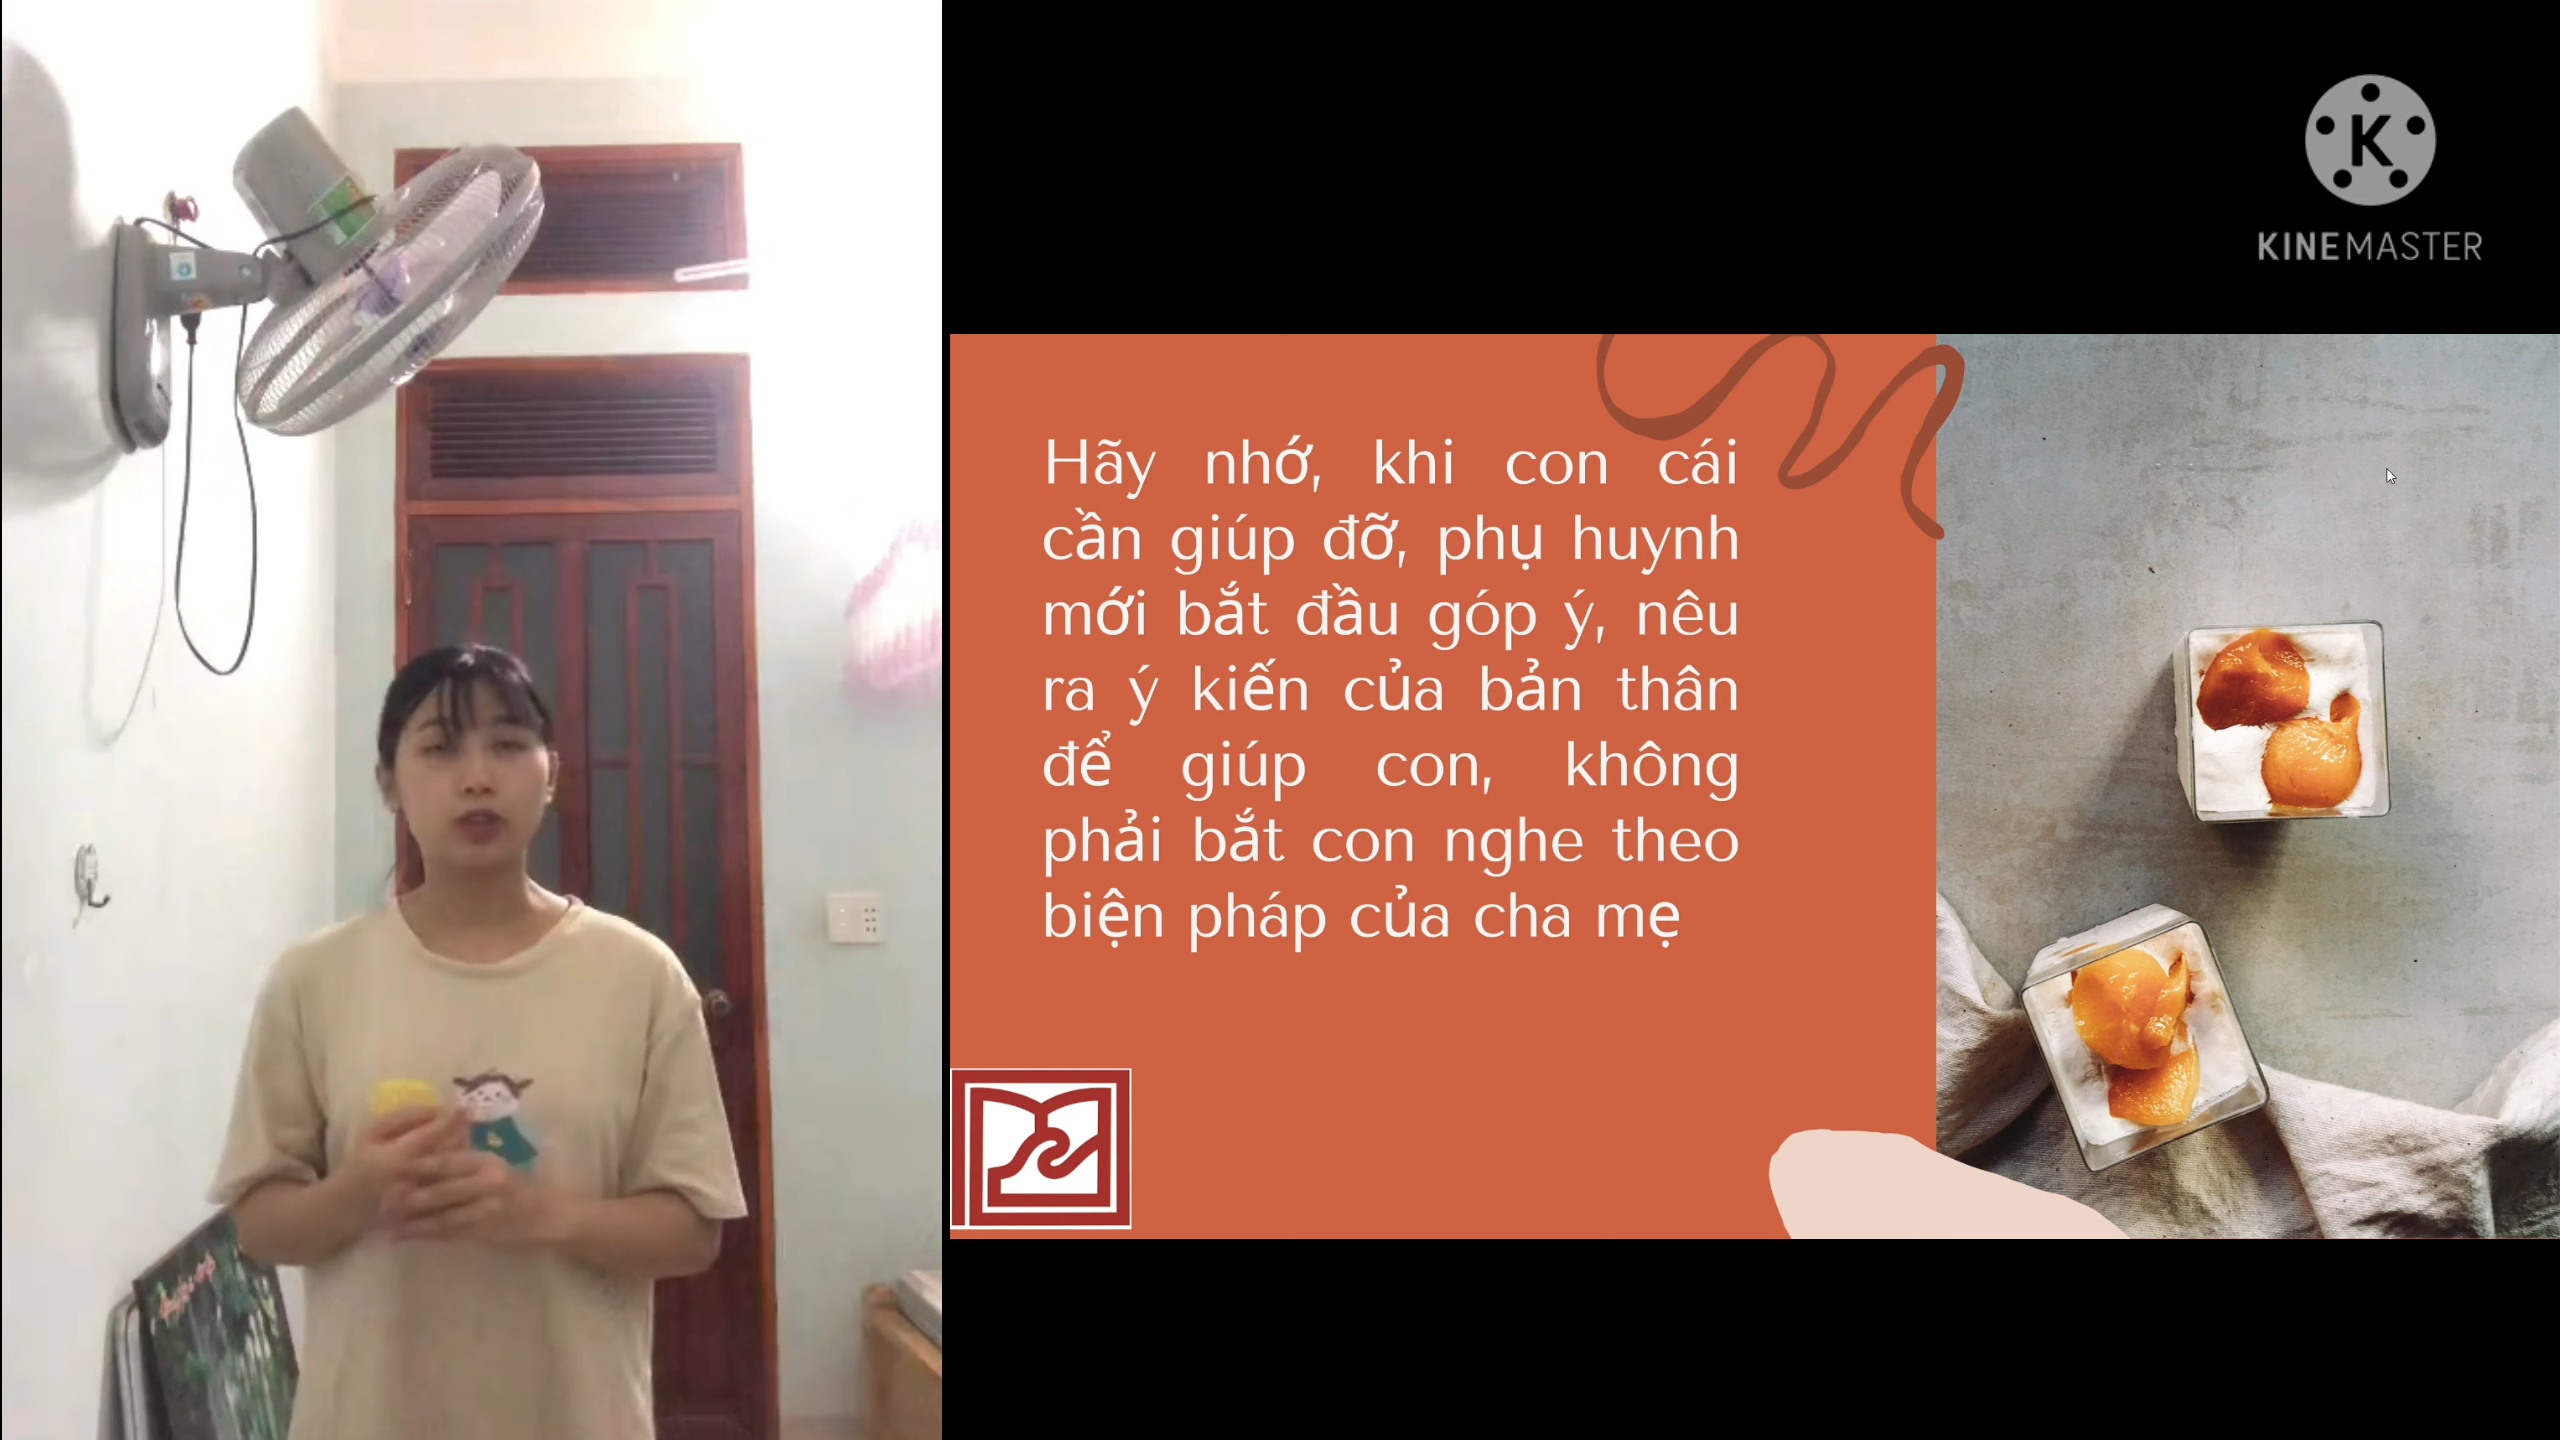 KINEMASTER
Hãy nhớ, khi con cái
cần giúp đỡ, phụ huynh
mới bắt đầu góp ý, nêu
ra ý kiến của bản thân
để giúp con, không
phải bắt con nghe theo
biện pháp của cha mẹ